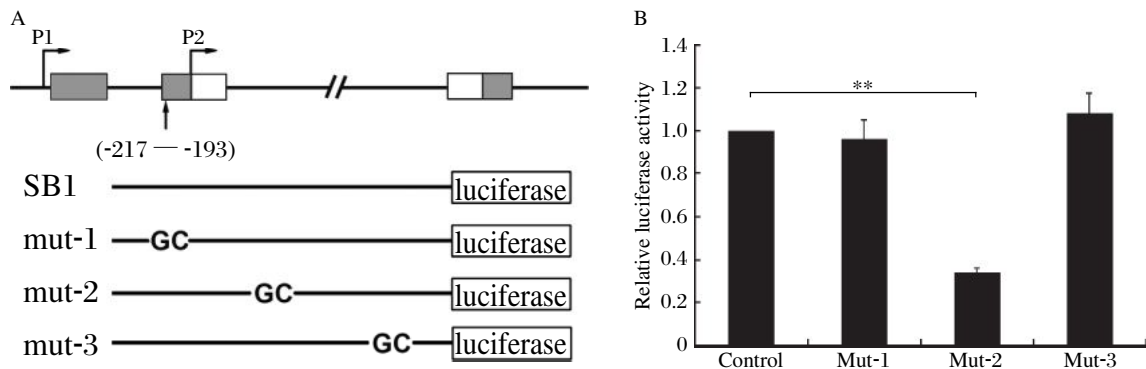 A
P1
P2
(-217 — -193)
SB1
luciferase
mut-1
GC
luciferase
mut-2
GC
luciferase
mut-3
GC
luciferase
B
Relative luciferase activity
1.4
1.2
1.0
0.8
0.6
0.4
0.2
0
**
Control Mut-1 Mut-2 Mut-3